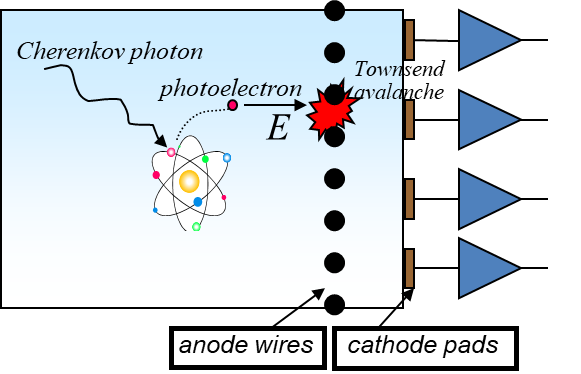 Cherenkov photon
photoelectron
Townsend
avalanche
E
anode wires
cathode pads